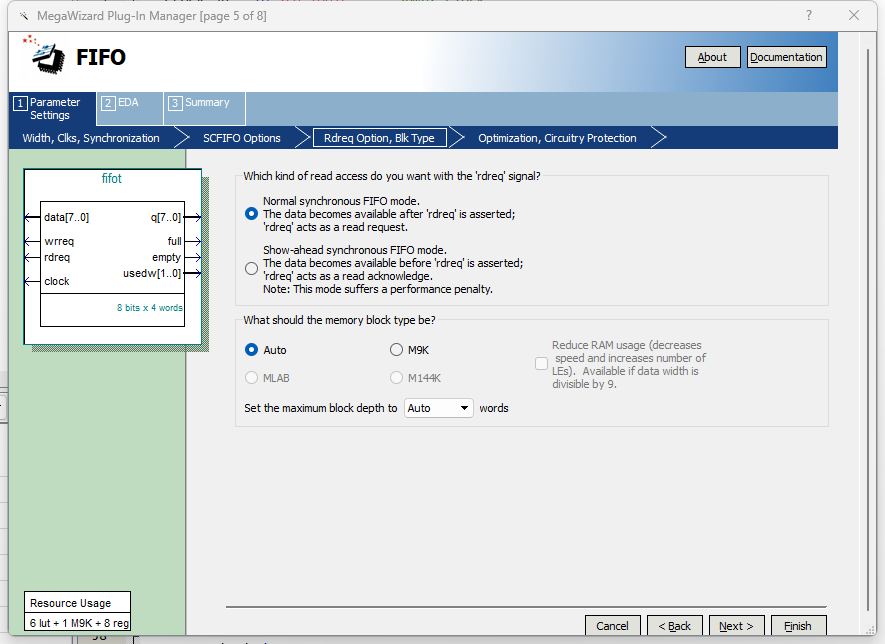 MegaWizard Plug-In Manager [page 5 of 8]
?
FIFO
About
Documentation
1 Parameter Settings
2 EDA
3 Summary
Width, Clks, Synchronization
SCFIFO Options
Rdreq Option, Blk Type
Optimization, Circuitry Protection
fifot
data[7..0]
q[7..0]
wrreq
full
rdreq
empty
usedw[1..0]
clock
8 bits x 4 words
Which kind of read access do you want with the 'rdreq' signal?
Normal synchronous FIFO mode.
The data becomes available after 'rdreq' is asserted;
'rdreq' acts as a read request.
Show-ahead synchronous FIFO mode.
The data becomes available before 'rdreq' is asserted;
'rdreq' acts as a read acknowledge.
Note: This mode suffers a performance penalty.
What should the memory block type be?
Auto
M9K
MLAB
M144K
Reduce RAM usage (decreases
speed and increases number of
LEs). Available if data width is
divisible by 9.
Set the maximum block depth to
Auto
words
Resource Usage
6 lut + 1 M9K + 8 reg
Cancel
< Back
Next >
Finish